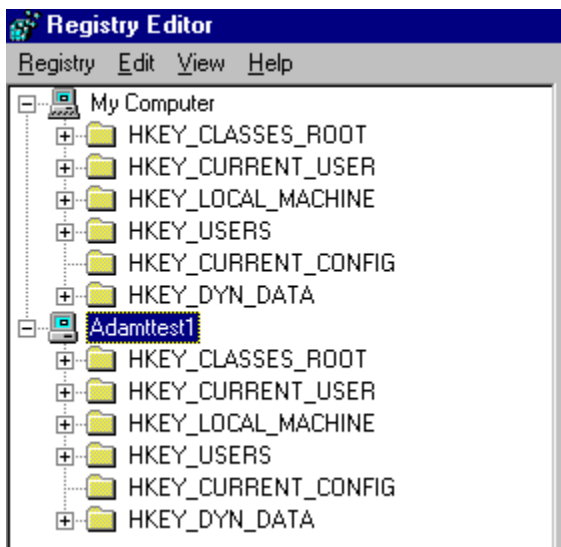 Registry Editor
Registry Edit View Help
My Computer
HKEY_CLASSES_ROOT
HKEY_CURRENT_USER
HKEY_LOCAL_MACHINE
HKEY_USERS
HKEY_CURRENT_CONFIG
HKEY_DYN_DATA
Adamttest1
HKEY_CLASSES_ROOT
HKEY_CURRENT_USER
HKEY_LOCAL_MACHINE
HKEY_USERS
HKEY_CURRENT_CONFIG
HKEY_DYN_DATA